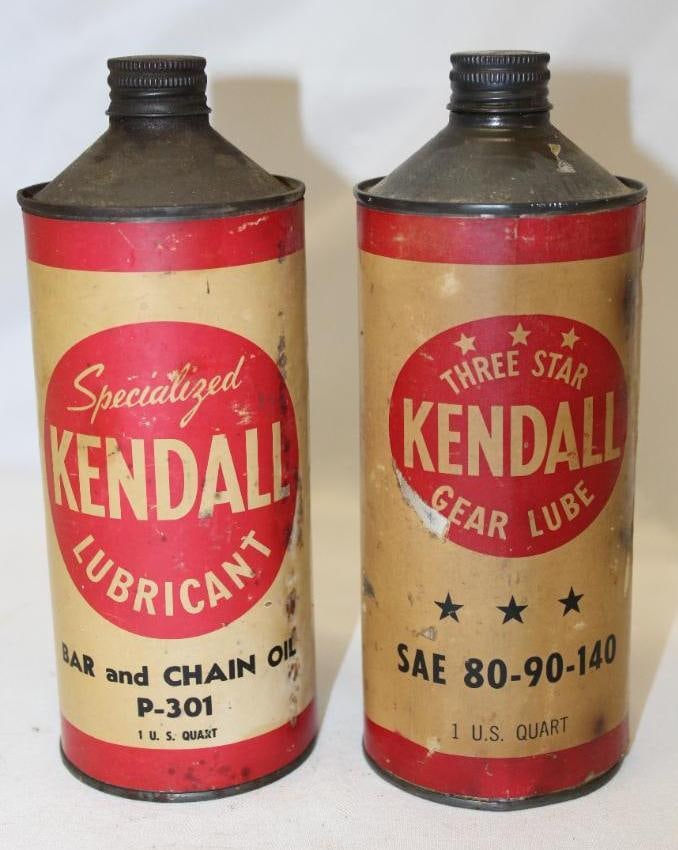 Specialized
KENDALL
LUBRICANT
BAR and CHAIN OIL
P-301
1 U. S. QUART
THREE STAR
KENDALL
GEAR LUBE
SAE 80-90-140
1 U.S. QUART